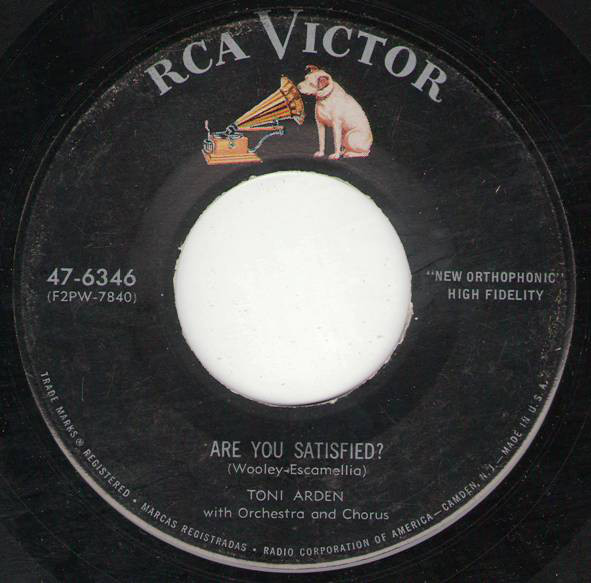 RCA VICTOR
47-6346
(F2PW-7840)
"NEW ORTHOPHONIC"
HIGH FIDELITY
ARE YOU SATISFIED?
(Wooley-Escamellia)
TONI ARDEN
with Orchestra and Chorus
TRADE MARKS® REGISTERED • MARCAS REGISTRADAS • RADIO CORPORATION OF AMERICA—CAMDEN, N.J.—MADE IN U.S.A.